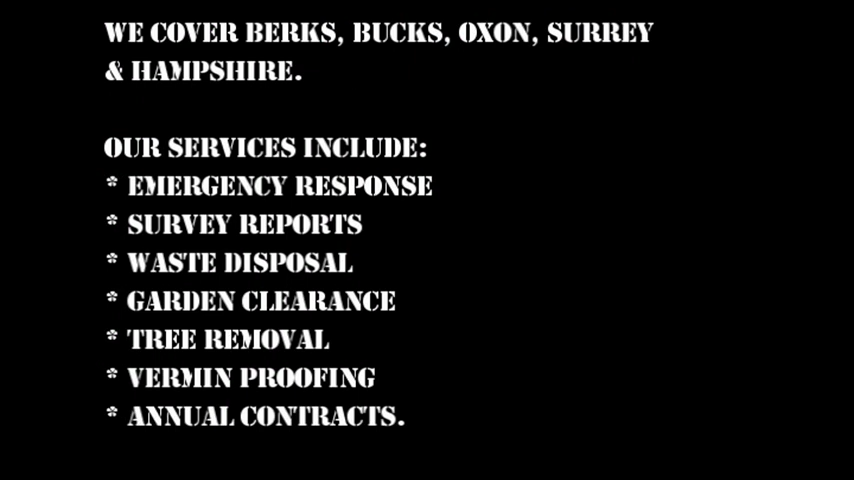 WE COVER BERKS, BUCKS, OXON, SURREY
& HAMPSHIRE.
OUR SERVICES INCLUDE:
* EMERGENCY RESPONSE
* SURVEY REPORTS
* WASTE DISPOSAL
* GARDEN CLEARANCE
* TREE REMOVAL
* VERMIN PROOFING
* ANNUAL CONTRACTS.